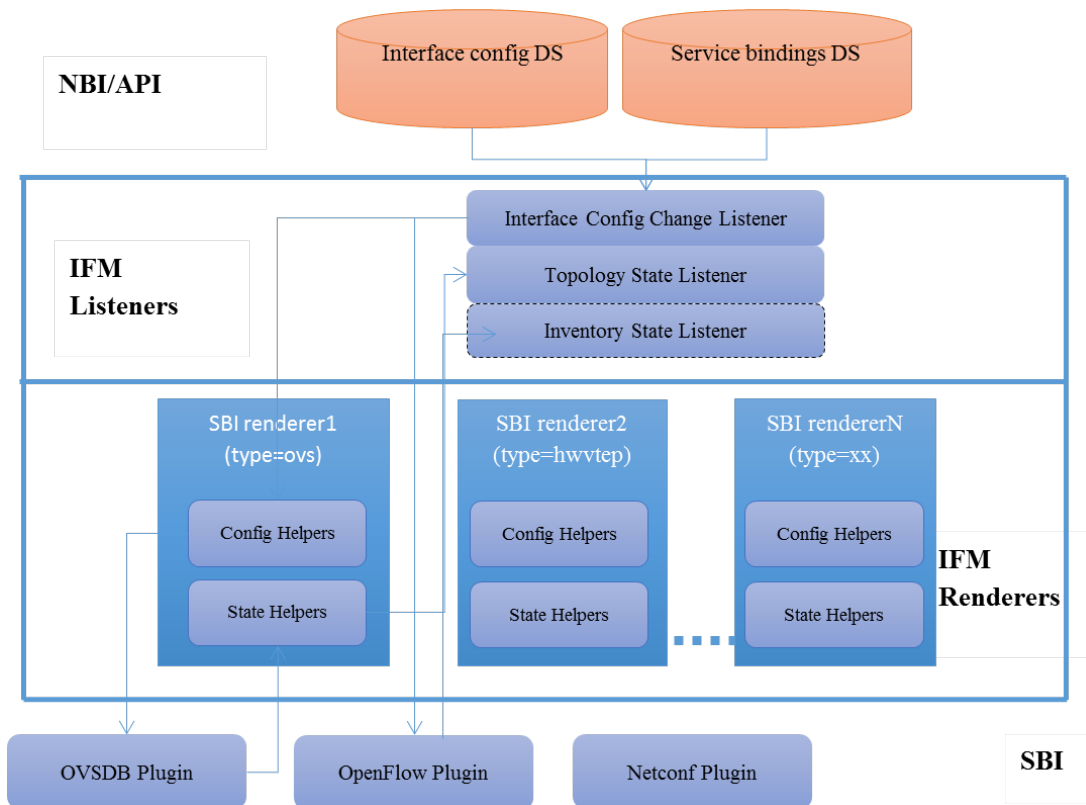 Interface config DS
Service bindings DS
NBI/API
Interface Config Change Listener
IFM
Listeners
Topology State Listener
Inventory State Listener
SBI renderer1
(type=ovs)
SBI renderer2
(type=hwvtep)
SBI rendererN
(type=xx)
Config Helpers
Config Helpers
Config Helpers
IFM
Renderers
State Helpers
State Helpers
State Helpers
OVSDB Plugin
OpenFlow Plugin
Netconf Plugin
SBI